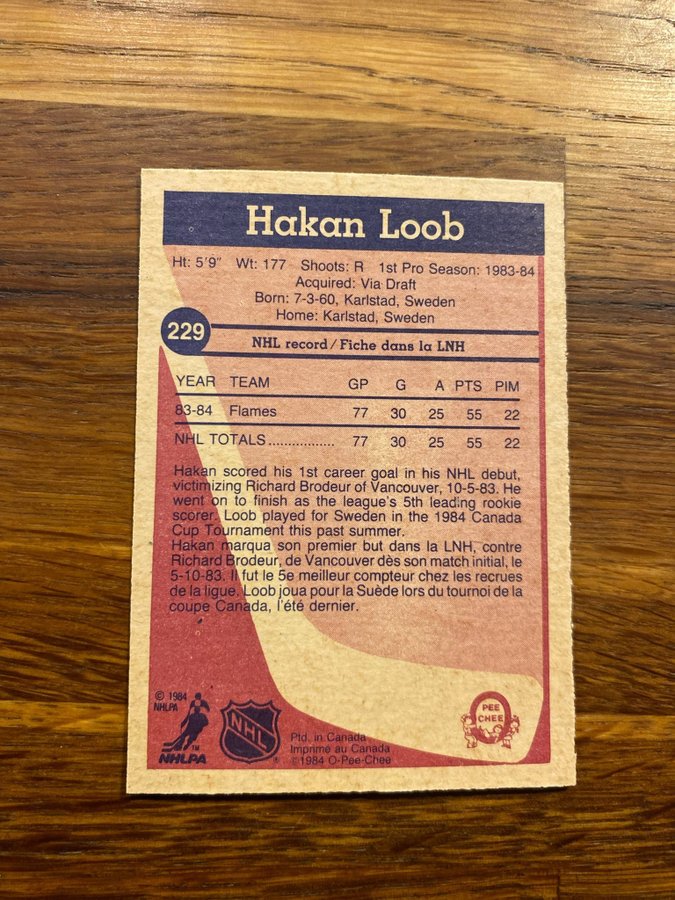 Hakan Loob
Ht: 5'9" Wt: 177 Shoots: R 1st Pro Season: 1983-84
Acquired: Via Draft
Born: 7-3-60, Karlstad, Sweden
Home: Karlstad, Sweden
229
NHL record/Fiche dans la LNH
YEAR TEAM GP G A PTS PIM
83-84 Flames 77 30 25 55 22
NHL TOTALS................. 77 30 25 55 22
Hakan scored his 1st career goal in his NHL debut,
victimizing Richard Brodeur of Vancouver, 10-5-83. He
went on to finish as the league's 5th leading rookie
scorer. Loob played for Sweden in the 1984 Canada
Cup Tournament this past summer.
Hakan marqua son premier but dans la LNH, contre
Richard Brodeur, de Vancouver dès son match initial, le
5-10-83. Il fut le 5e meilleur compteur chez les recrues
de la ligue. Loob joua pour la Suède lors du tournoi de la
coupe Canada, l'été dernier.
© 1984
NHLPA
TM
NHLPA
NHL
®
Ptd. in Canada
Imprimé au Canada
©1984 O-Pee-Chee
PEE
CHEE